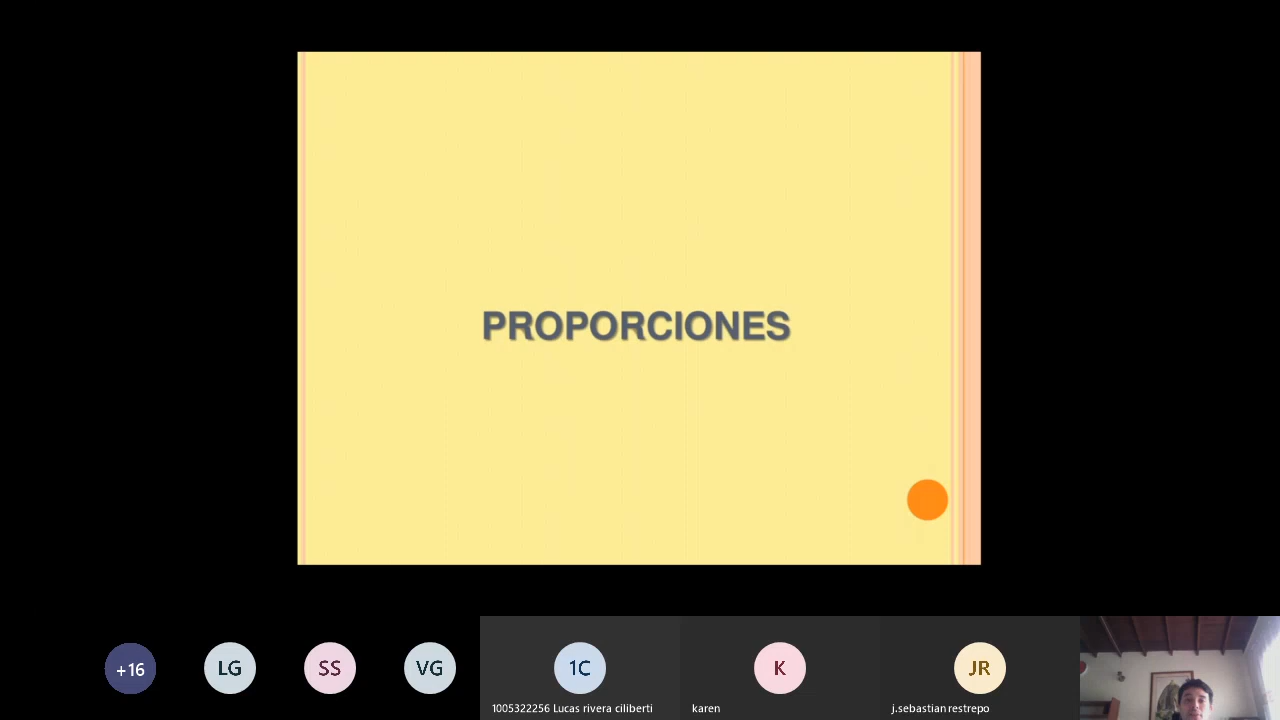 PROPORCIONES
+16
LG
SS
VG
1C
K
JR
1005322256 Lucas rivera ciliberti
karen
j.sebastian restrepo